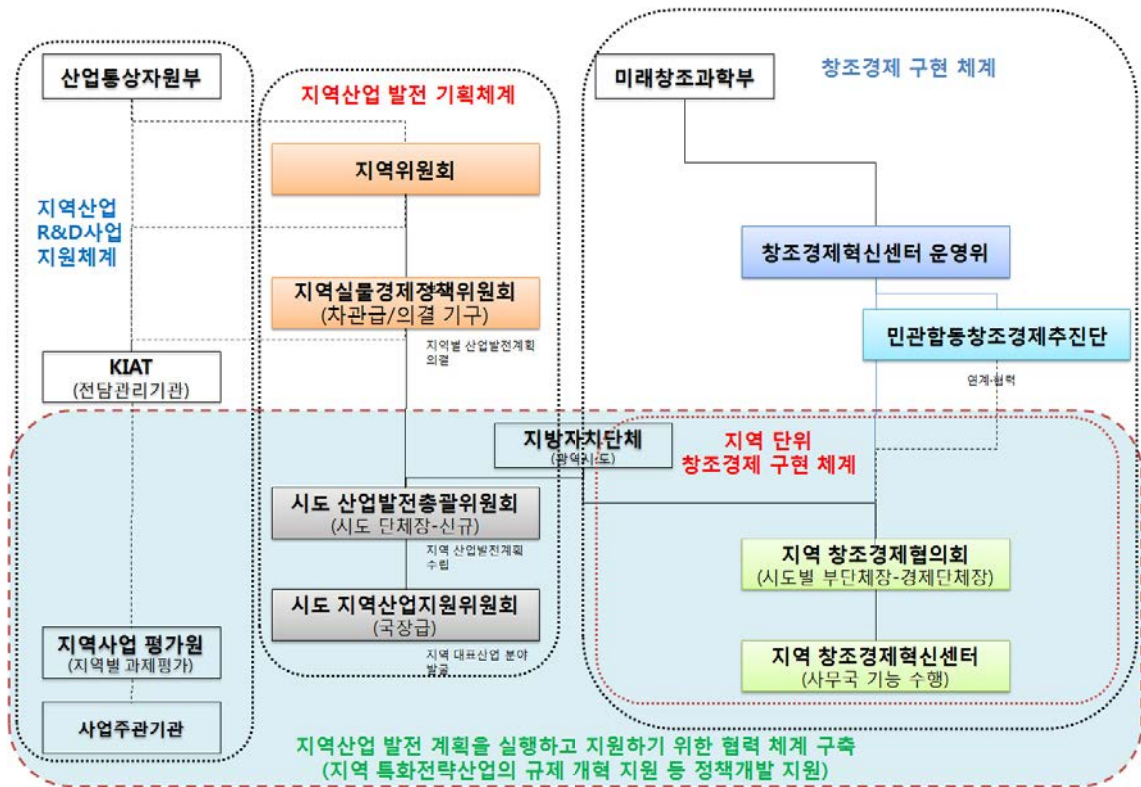 산업통상자원부
미래창조과학부
창조경제 구현 체계
지역산업 발전 기획체계
지역위원회
지역산업
R&D사업
지원체계
창조경제혁신센터 운영위
지역실물경제정책위원회
(차관급/의결 기구)
민관합동창조경제추진단
지역별 산업발전계획
의결
KIAT
(전담관리기관)
연계·협력
지방자치단체
(광역시·도)
지역 단위
창조경제 구현 체계
시도 산업발전총괄위원회
(시도 단체장-신규)
지역 산업발전계획
수립
지역 창조경제협의회
(시도별 부단체장-경제단체장)
시도 지역산업지원위원회
(국장급)
지역 대표산업 분야
발굴
지역사업 평가원
(지역별 과제평가)
지역 창조경제혁신센터
(사무국 기능 수행)
사업주관기관
지역산업 발전 계획을 실행하고 지원하기 위한 협력 체계 구축
(지역 특화전략산업의 규제 개혁 지원 등 정책개발 지원)